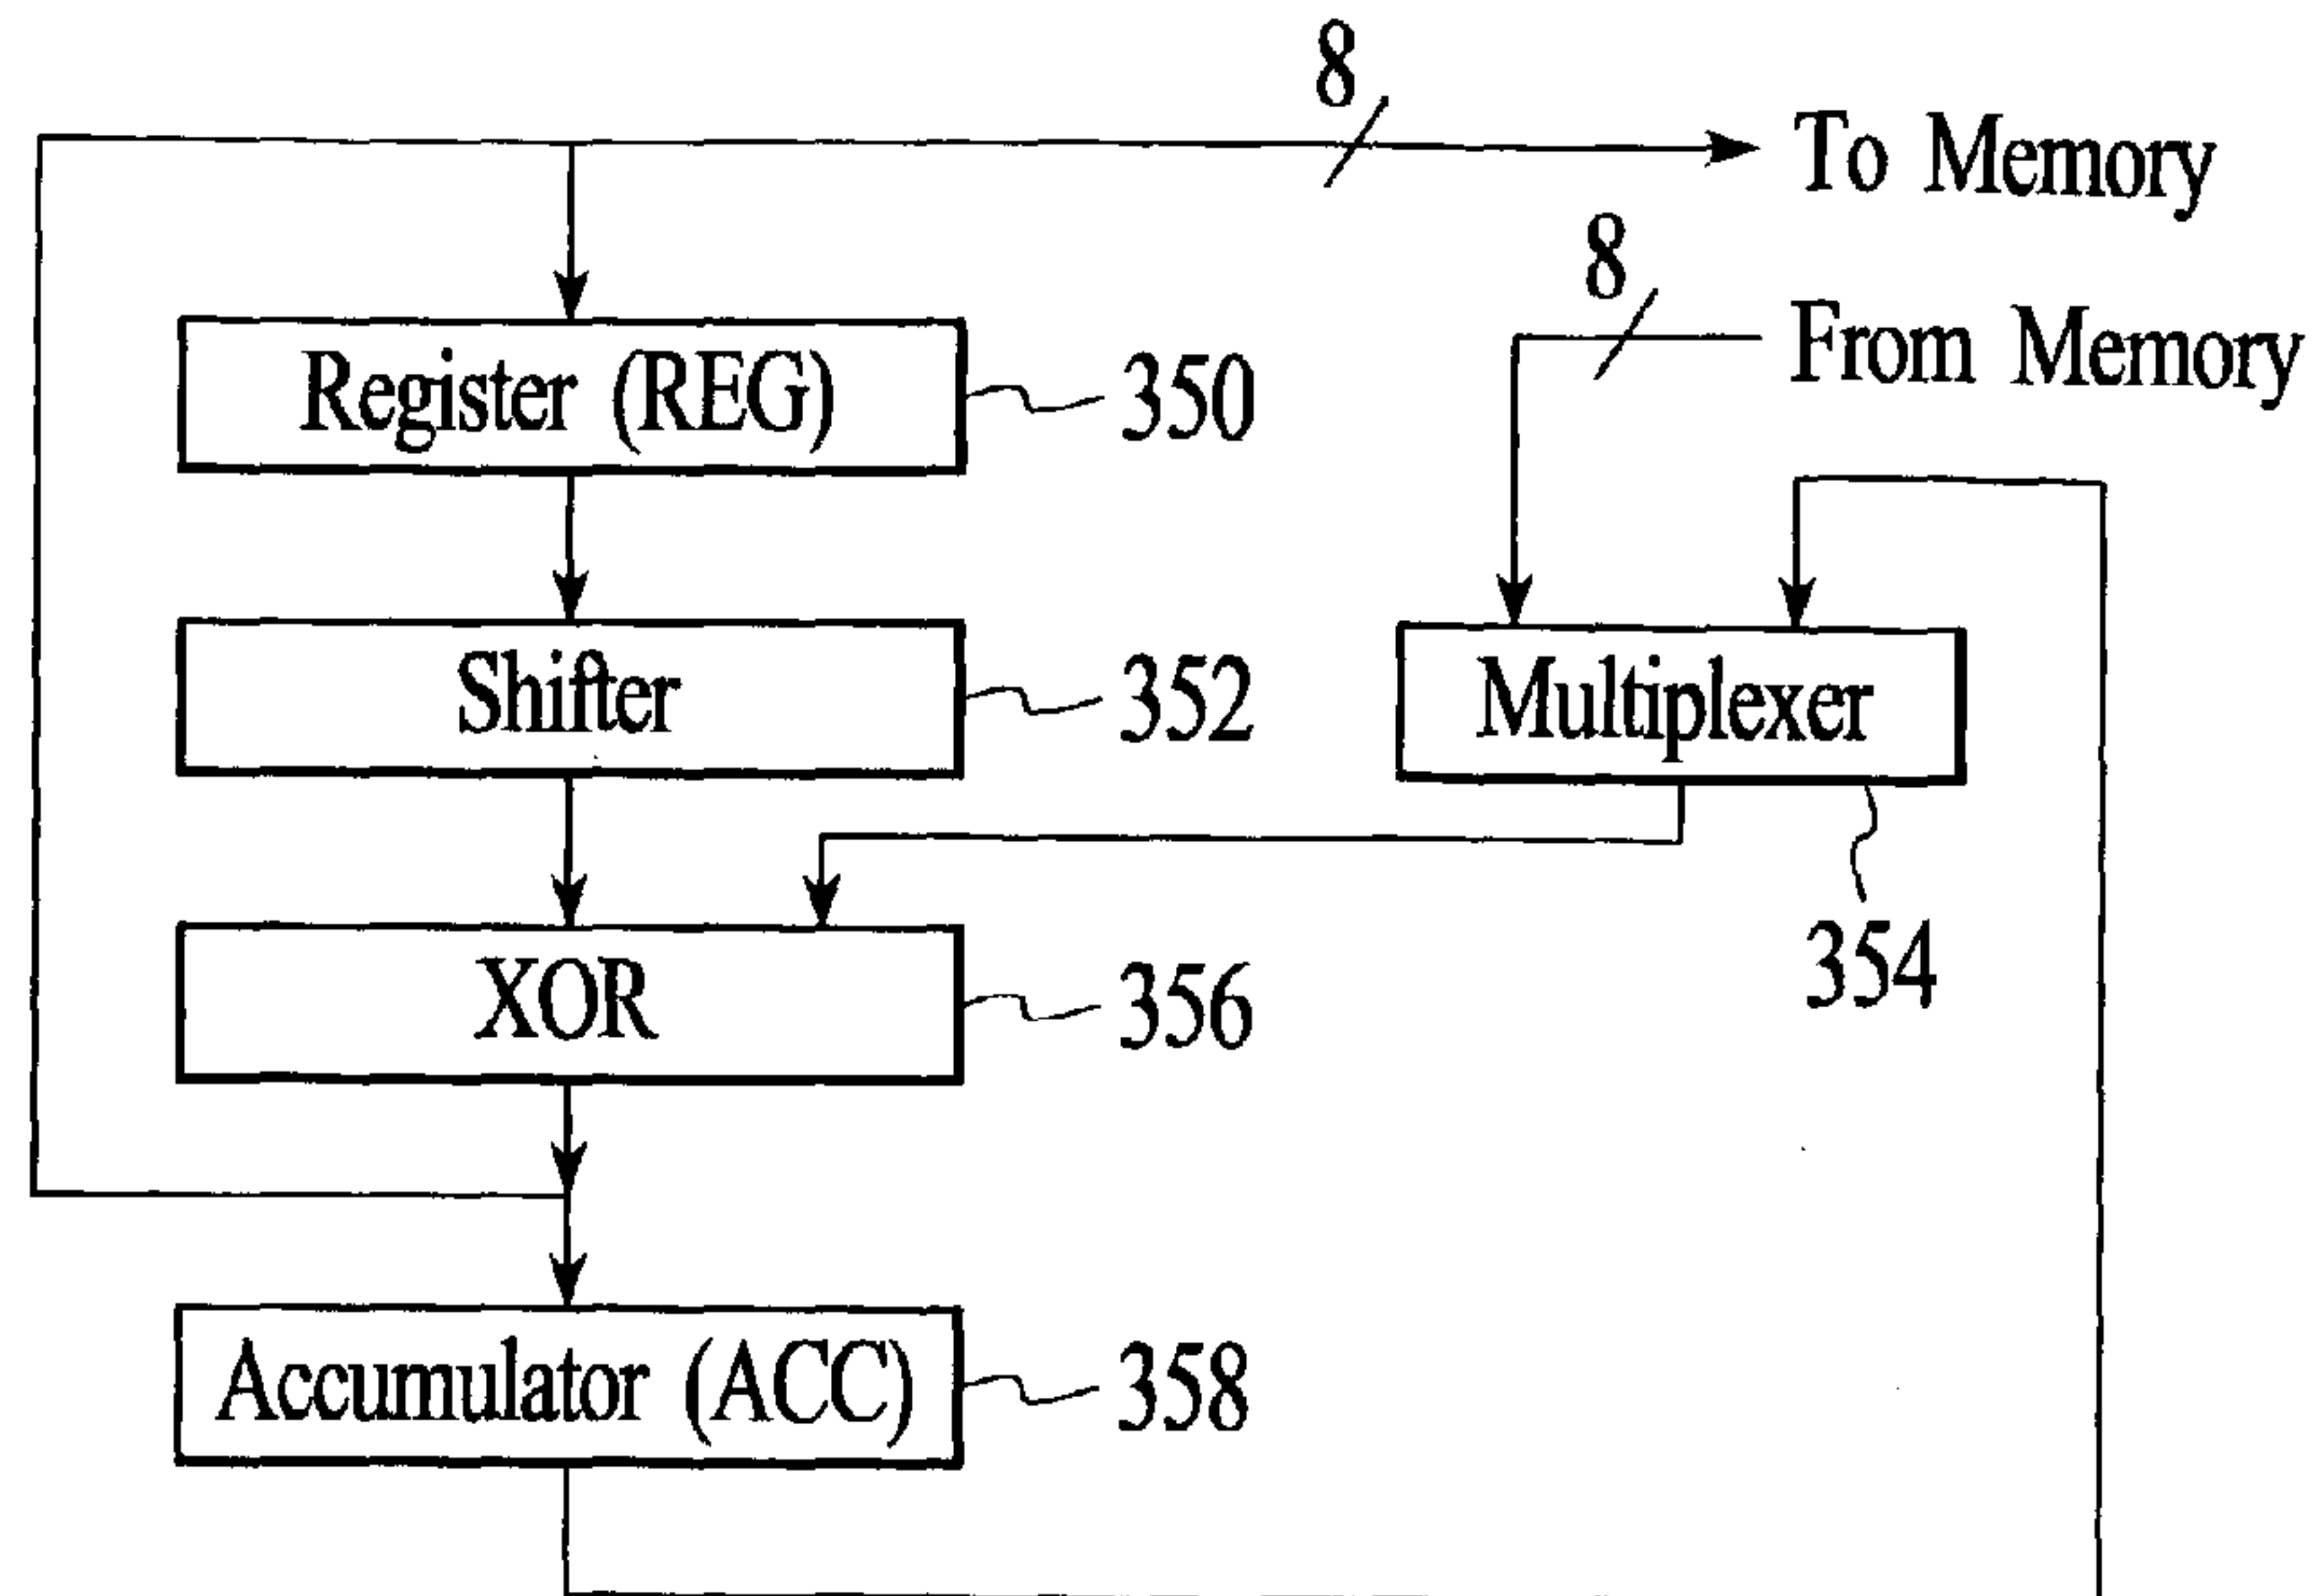 8
To Memory
8
From Memory
Register (REG)
350
Shifter
352
Multiplexer
354
XOR
356
Accumulator (ACC)
358